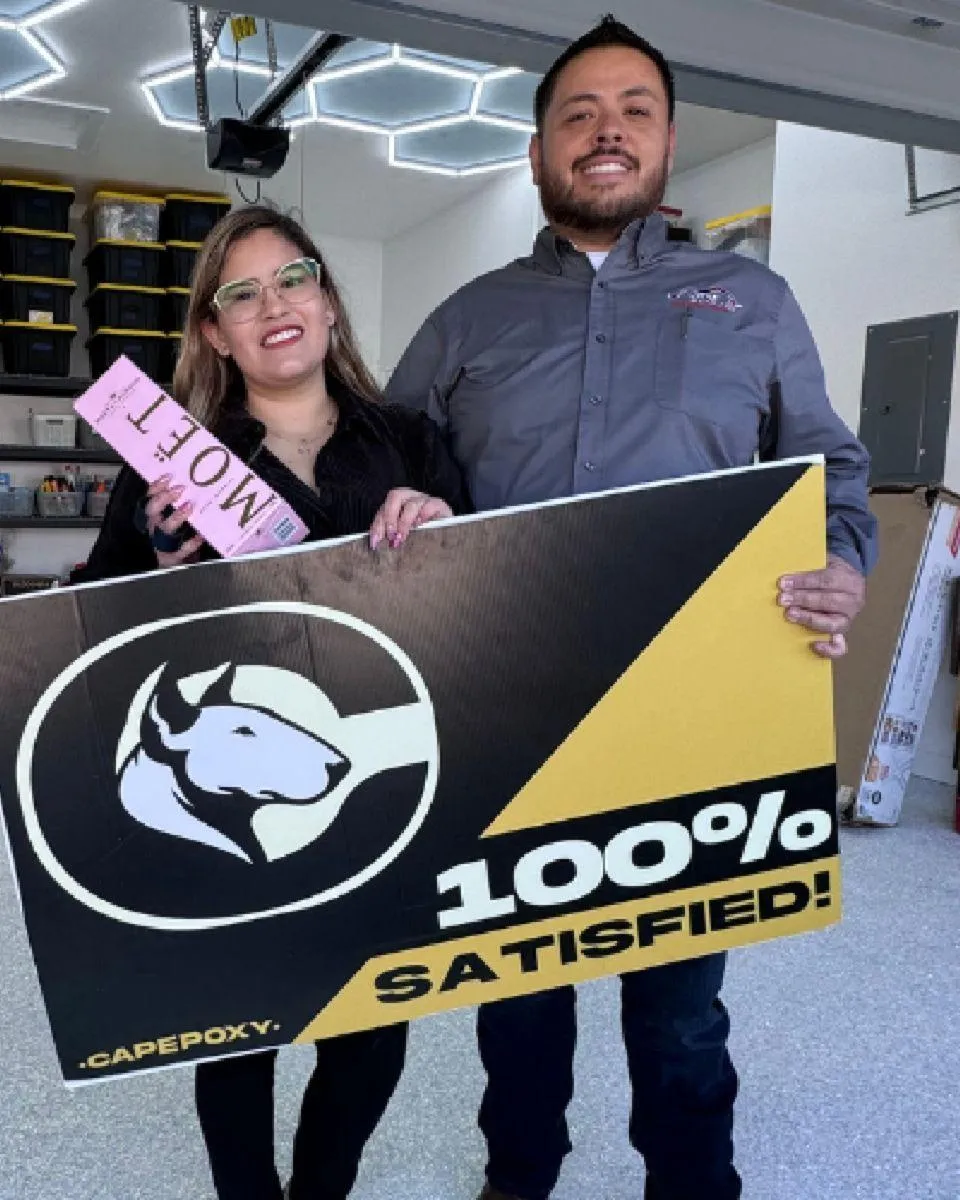 MOËT
100%
SATISFIED!
·CAPEPOXY·